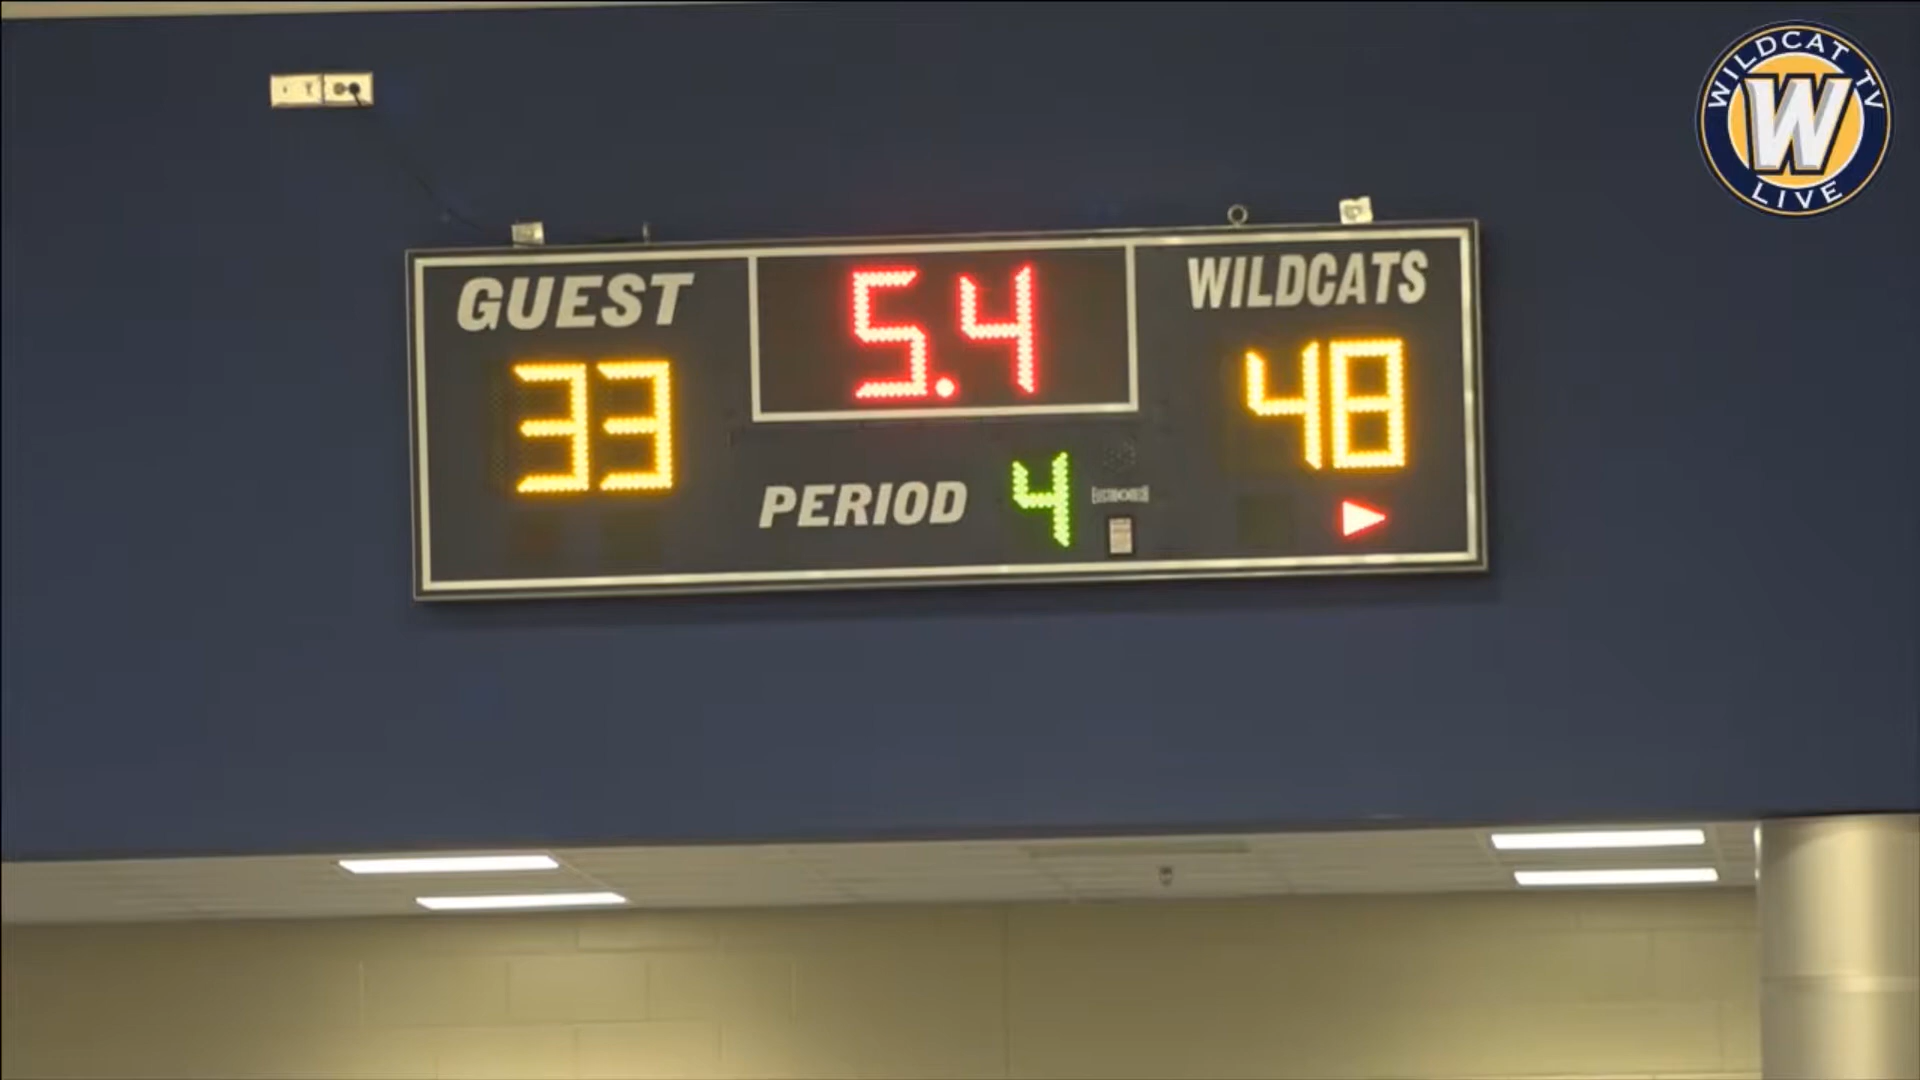 WILDCAT TV
W
LIVE
GUEST
5.4
WILDCATS
33
48
PERIOD 4